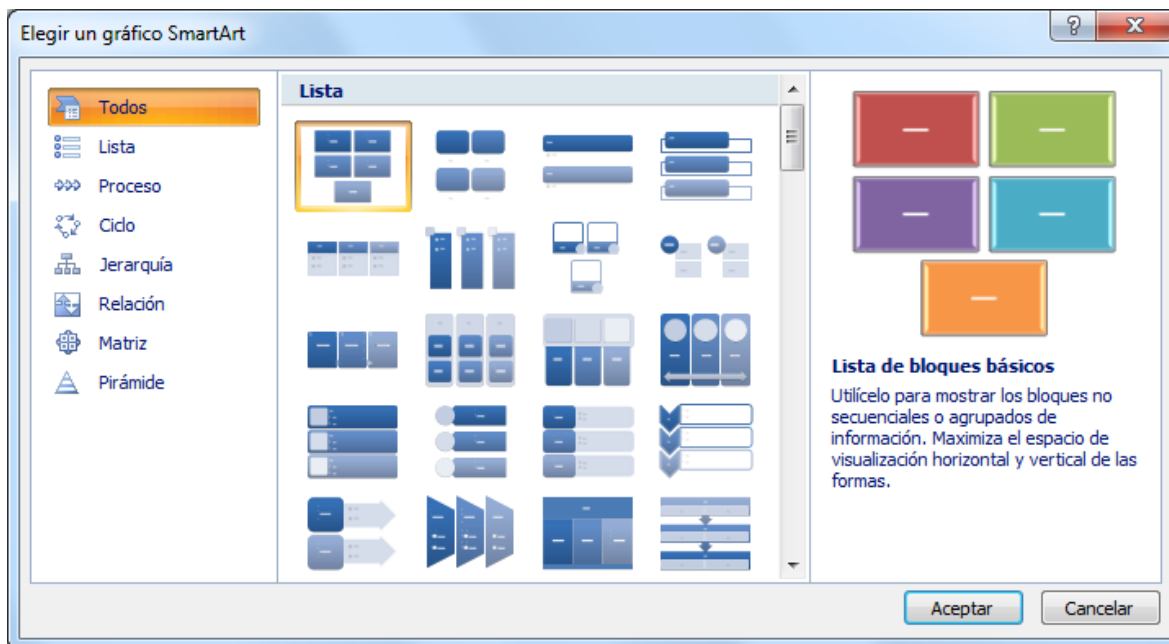 Elegir un gráfico SmartArt
Todos
Lista
Proceso
Ciclo
Jerarquía
Relación
Matriz
Pirámide
Lista
Lista de bloques básicos
Utilícelo para mostrar los bloques no
secuenciales o agrupados de
información. Maximiza el espacio de
visualización horizontal y vertical de las
formas.
Aceptar
Cancelar